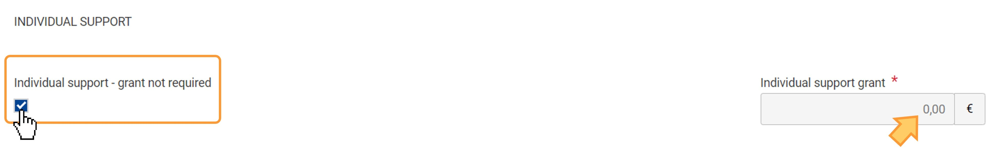 INDIVIDUAL SUPPORT
Individual support - grant not required
Individual support grant *
0,00 €